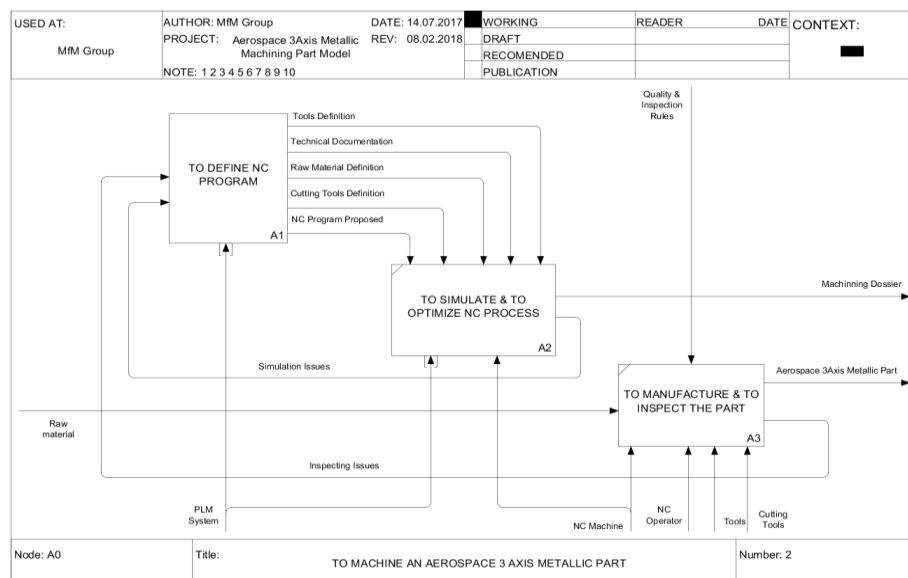 USED AT:
MfM Group
AUTHOR: MfM Group
DATE: 14.07.2017
PROJECT: Aerospace 3Axis Metallic
Machining Part Model
REV: 08.02.2018
NOTE: 1 2 3 4 5 6 7 8 9 10
WORKING
DRAFT
RECOMENDED
PUBLICATION
READER
DATE
CONTEXT:
Quality &
Inspection
Rules
Tools Definition
Technical Documentation
Raw Material Definition
Cutting Tools Definition
NC Program Proposed
TO DEFINE NC
PROGRAM
A1
TO SIMULATE & TO
OPTIMIZE NC PROCESS
A2
Machinning Dossier
Simulation Issues
Aerospace 3Axis Metallic Part
TO MANUFACTURE & TO
INSPECT THE PART
A3
Raw
material
Inspecting Issues
PLM
System
NC Machine
NC
Operator
Tools
Cutting
Tools
Node: A0
Title:
TO MACHINE AN AEROSPACE 3 AXIS METALLIC PART
Number: 2